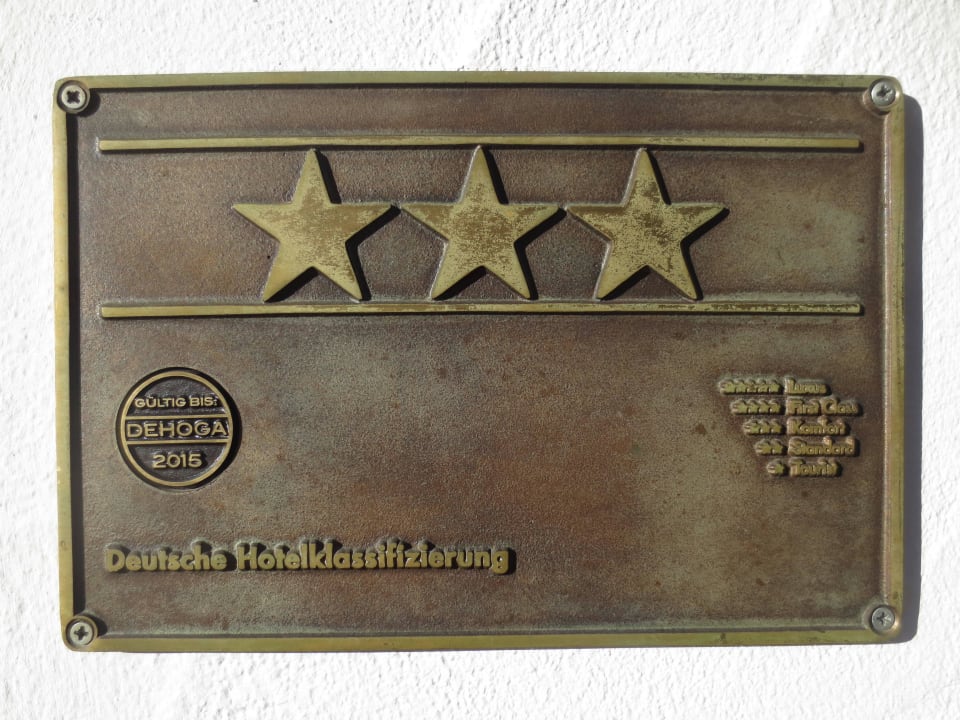 GÜLTIG BIS:
DEHOGA
2015
Luxus
First Class
Komfort
Standard
Tourist
Deutsche Hotelklassifizierung